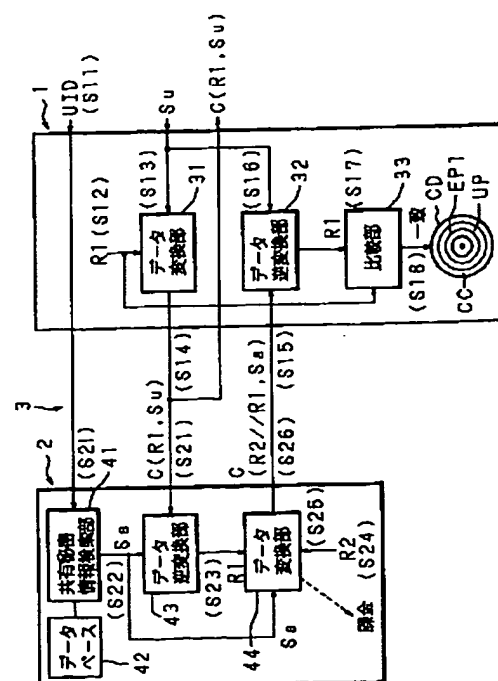 1
UID
(S11)
Su
C(R1,Su)
R1(S12)
(S13)
31
データ
変換部
(S14)
(S16)
32
データ
逆変換部
R1
(S17)
33
比較部
一致
(S18)
CD
EP1
UP
CC
3
2
(S21)
41
共有秘密
情報検索部
データ
ベース
42
(S22)
Sa
C(R1,Su)
(S21)
データ
逆変換部
43
(S23)
R1
データ
変換部
44
Sa
C
(R2//R1,Sa)
(S26)
(S15)
(S25)
R2
(S24)
課金